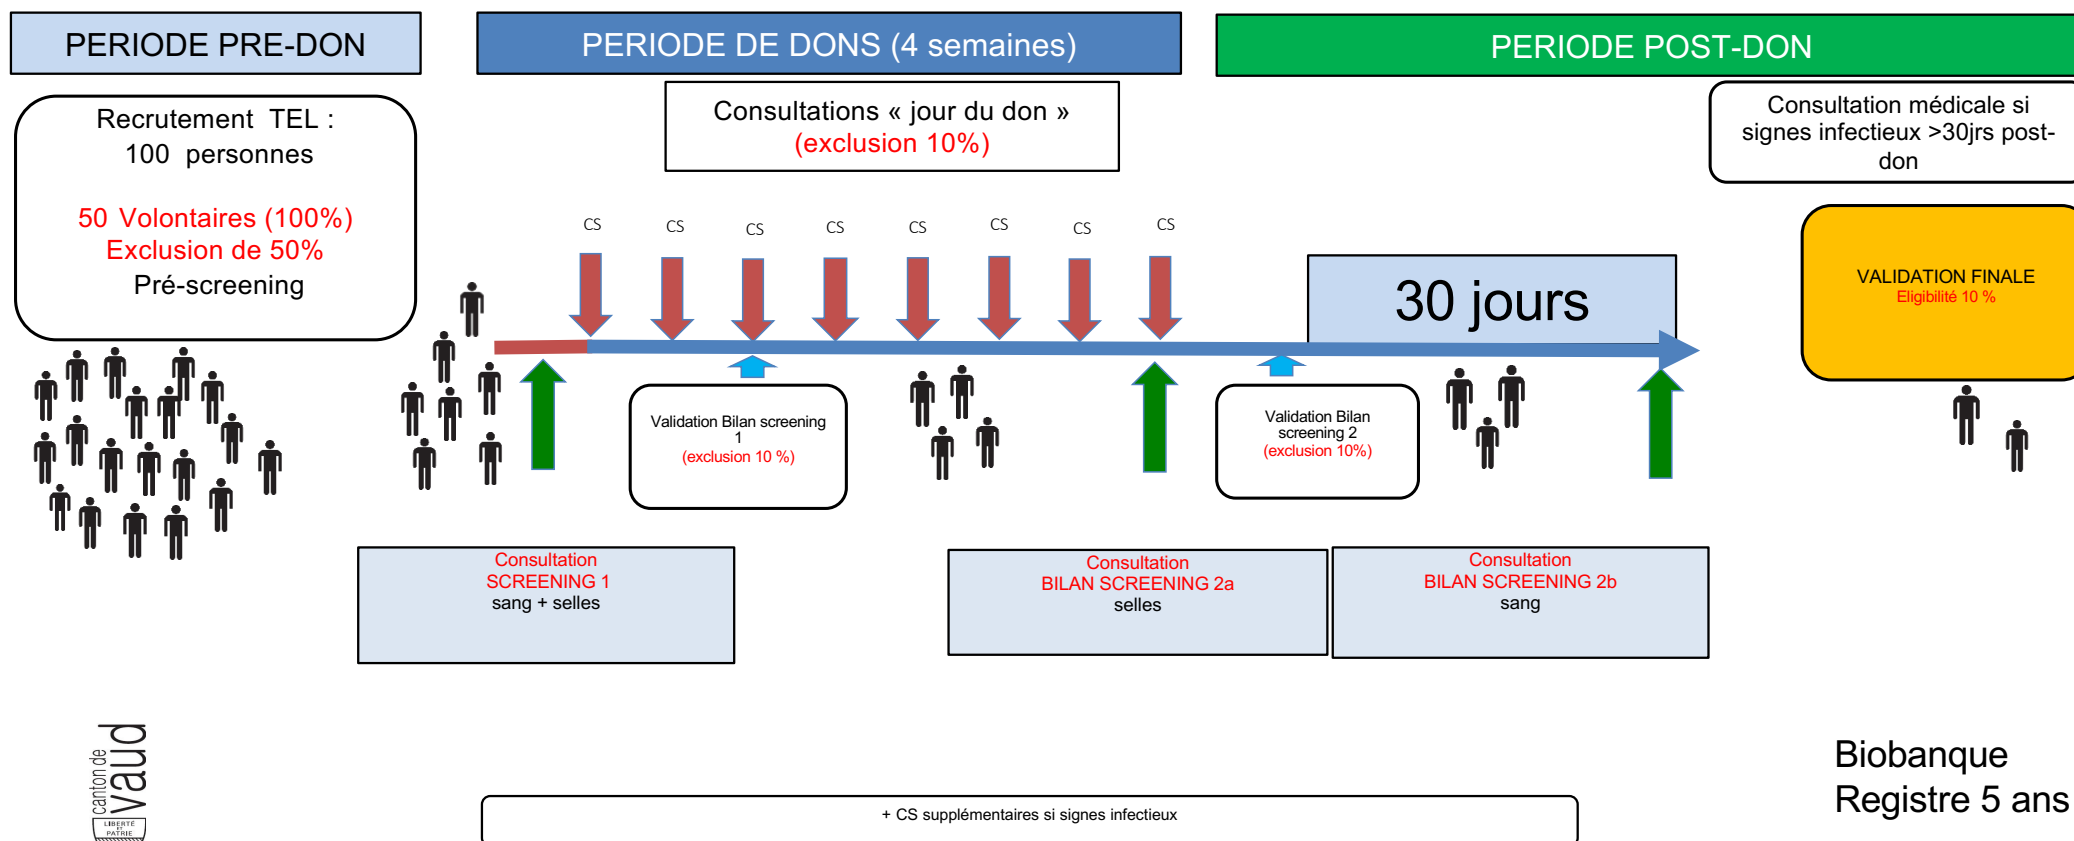 PERIODE PRE-DON
PERIODE DE DONS (4 semaines)
PERIODE POST-DON
Recrutement TEL :
100 personnes
50 Volontaires (100%)
Exclusion de 50%
Pré-screening
Consultations « jour du don »
(exclusion 10%)
Consultation médicale si
signes infectieux >30jrs post-
don
CS
CS
CS
CS
CS
CS
CS
CS
30 jours
VALIDATION FINALE
Eligibilité 10 %
Validation Bilan screening
1
(exclusion 10 %)
Validation Bilan
screening 2
(exclusion 10%)
Consultation
SCREENING 1
sang + selles
Consultation
BILAN SCREENING 2a
selles
Consultation
BILAN SCREENING 2b
sang
canton de
vaud
LIBERTÉ
ET
PATRIE
+ CS supplémentaires si signes infectieux
Biobanque
Registre 5 ans